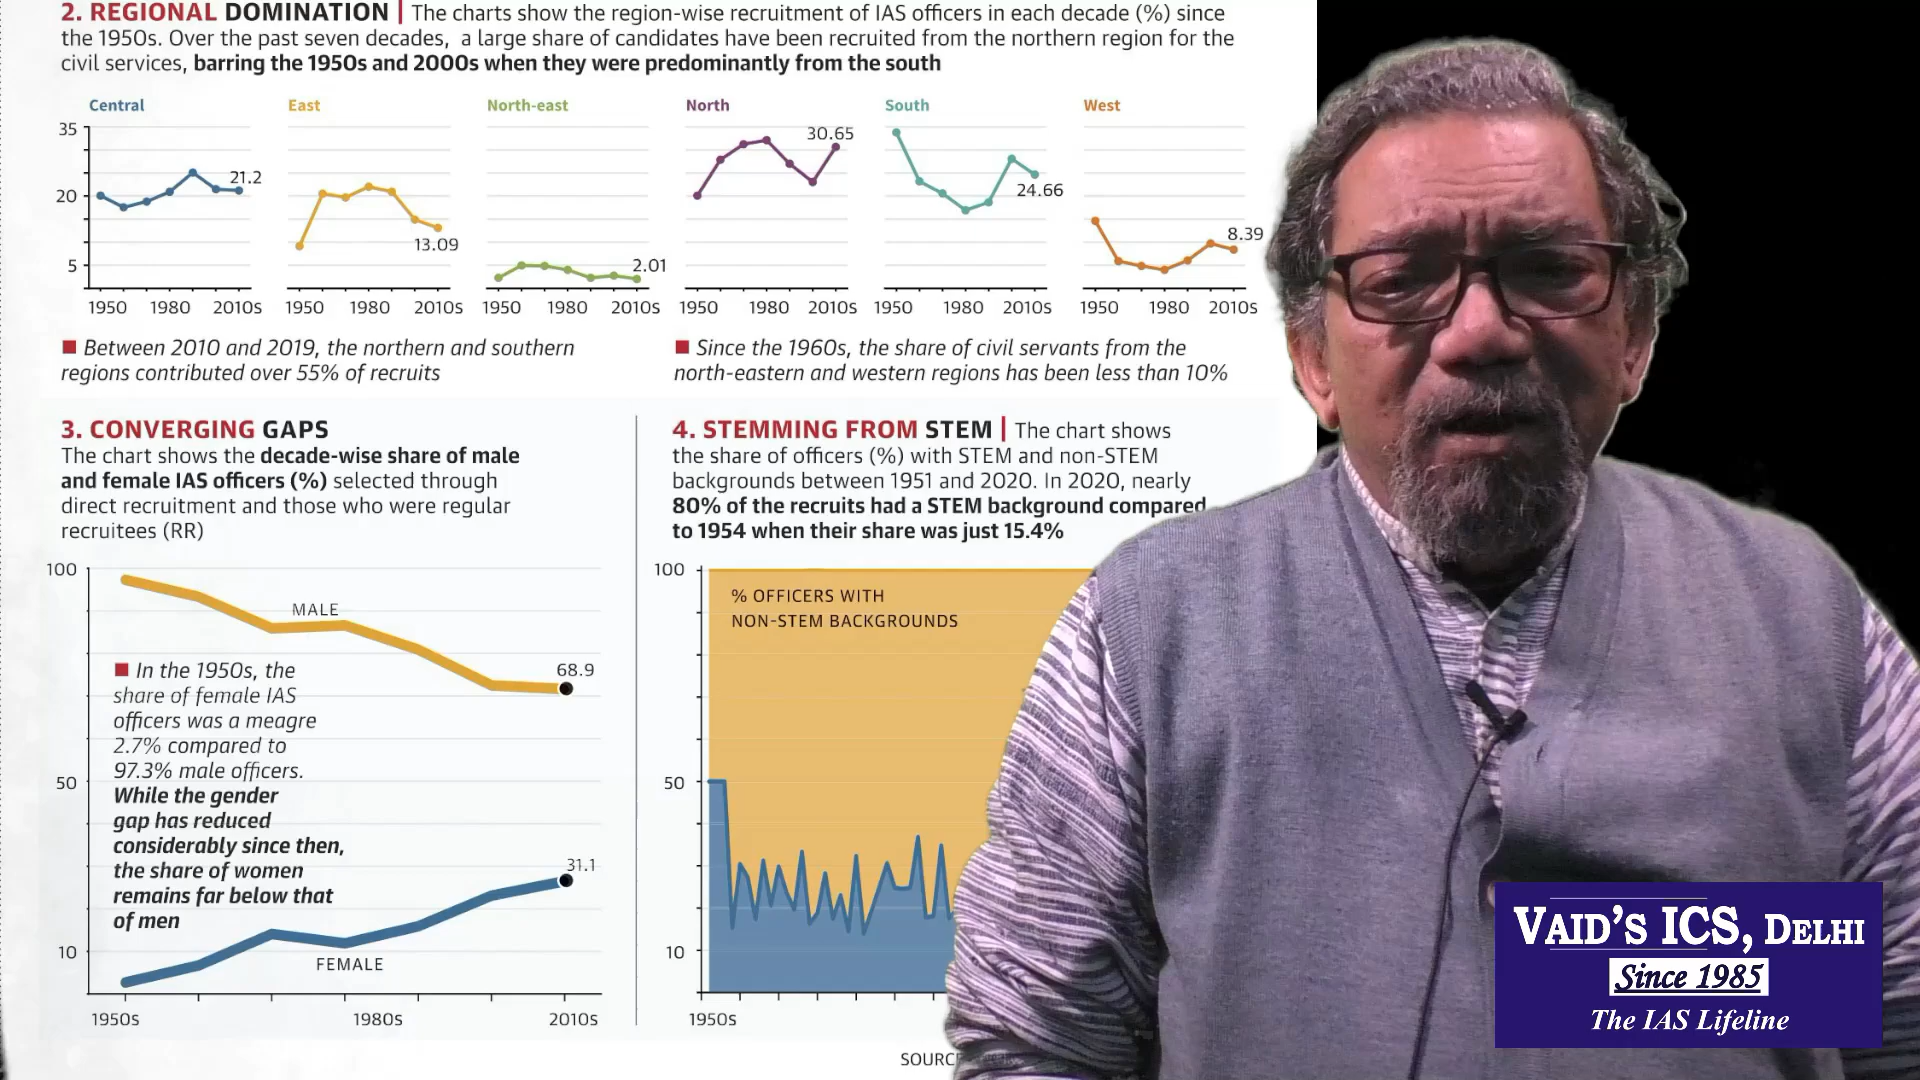 2. REGIONAL DOMINATION | The charts show the region-wise recruitment of IAS officers in each decade (%) since
the 1950s. Over the past seven decades, a large share of candidates have been recruited from the northern region for the
civil services, barring the 1950s and 2000s when they were predominantly from the south
Central East North-east North South West
35
20
5
21.2
13.09
2.01
30.65
24.66
8.39
1950 1980 2010s 1950 1980 2010s 1950 1980 2010s 1950 1980 2010s 1950 1980 2010s 1950 1980 2010s
Between 2010 and 2019, the northern and southern
regions contributed over 55% of recruits
Since the 1960s, the share of civil servants from the
north-eastern and western regions has been less than 10%
3. CONVERGING GAPS
The chart shows the decade-wise share of male
and female IAS officers (%) selected through
direct recruitment and those who were regular
recruitees (RR)
100
50
10
MALE
68.9
In the 1950s, the
share of female IAS
officers was a meagre
2.7% compared to
97.3% male officers.
While the gender
gap has reduced
considerably since then,
the share of women
remains far below that
of men
31.1
FEMALE
1950s 1980s 2010s
4. STEMMING FROM STEM | The chart shows
the share of officers (%) with STEM and non-STEM
backgrounds between 1951 and 2020. In 2020, nearly
80% of the recruits had a STEM background compared
to 1954 when their share was just 15.4%
100
50
10
% OFFICERS WITH
NON-STEM BACKGROUNDS
1950s
VAID'S ICS, DELHI
Since 1985
The IAS Lifeline